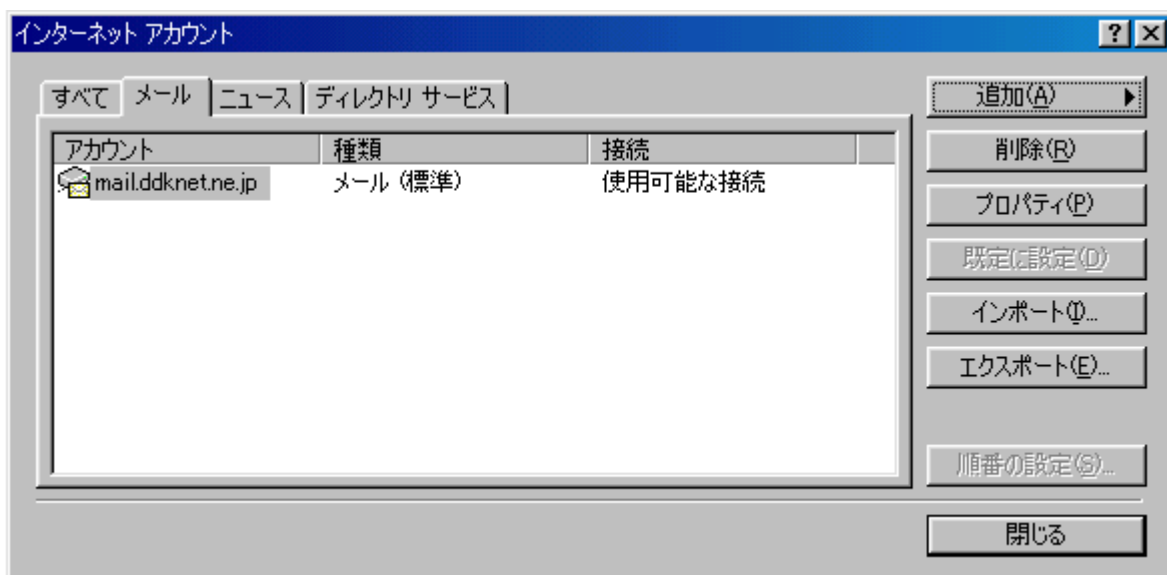 インターネット アカウント
すべて メール ニュース ディレクトリ サービス
アカウント 種類 接続
mail.ddknet.ne.jp メール (標準) 使用可能な接続
追加(A)
削除(R)
プロパティ(P)
既定に設定(D)
インポート(I)...
エクスポート(E)...
順番の設定(S)...
閉じる